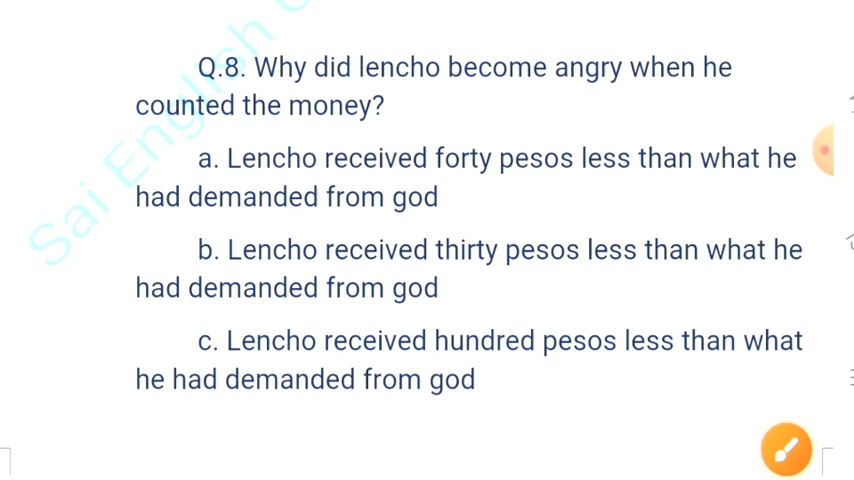 Q.8. Why did lencho become angry when he
counted the money?
a. Lencho received forty pesos less than what he
had demanded from god
b. Lencho received thirty pesos less than what he
had demanded from god
c. Lencho received hundred pesos less than what
he had demanded from god
Sai English